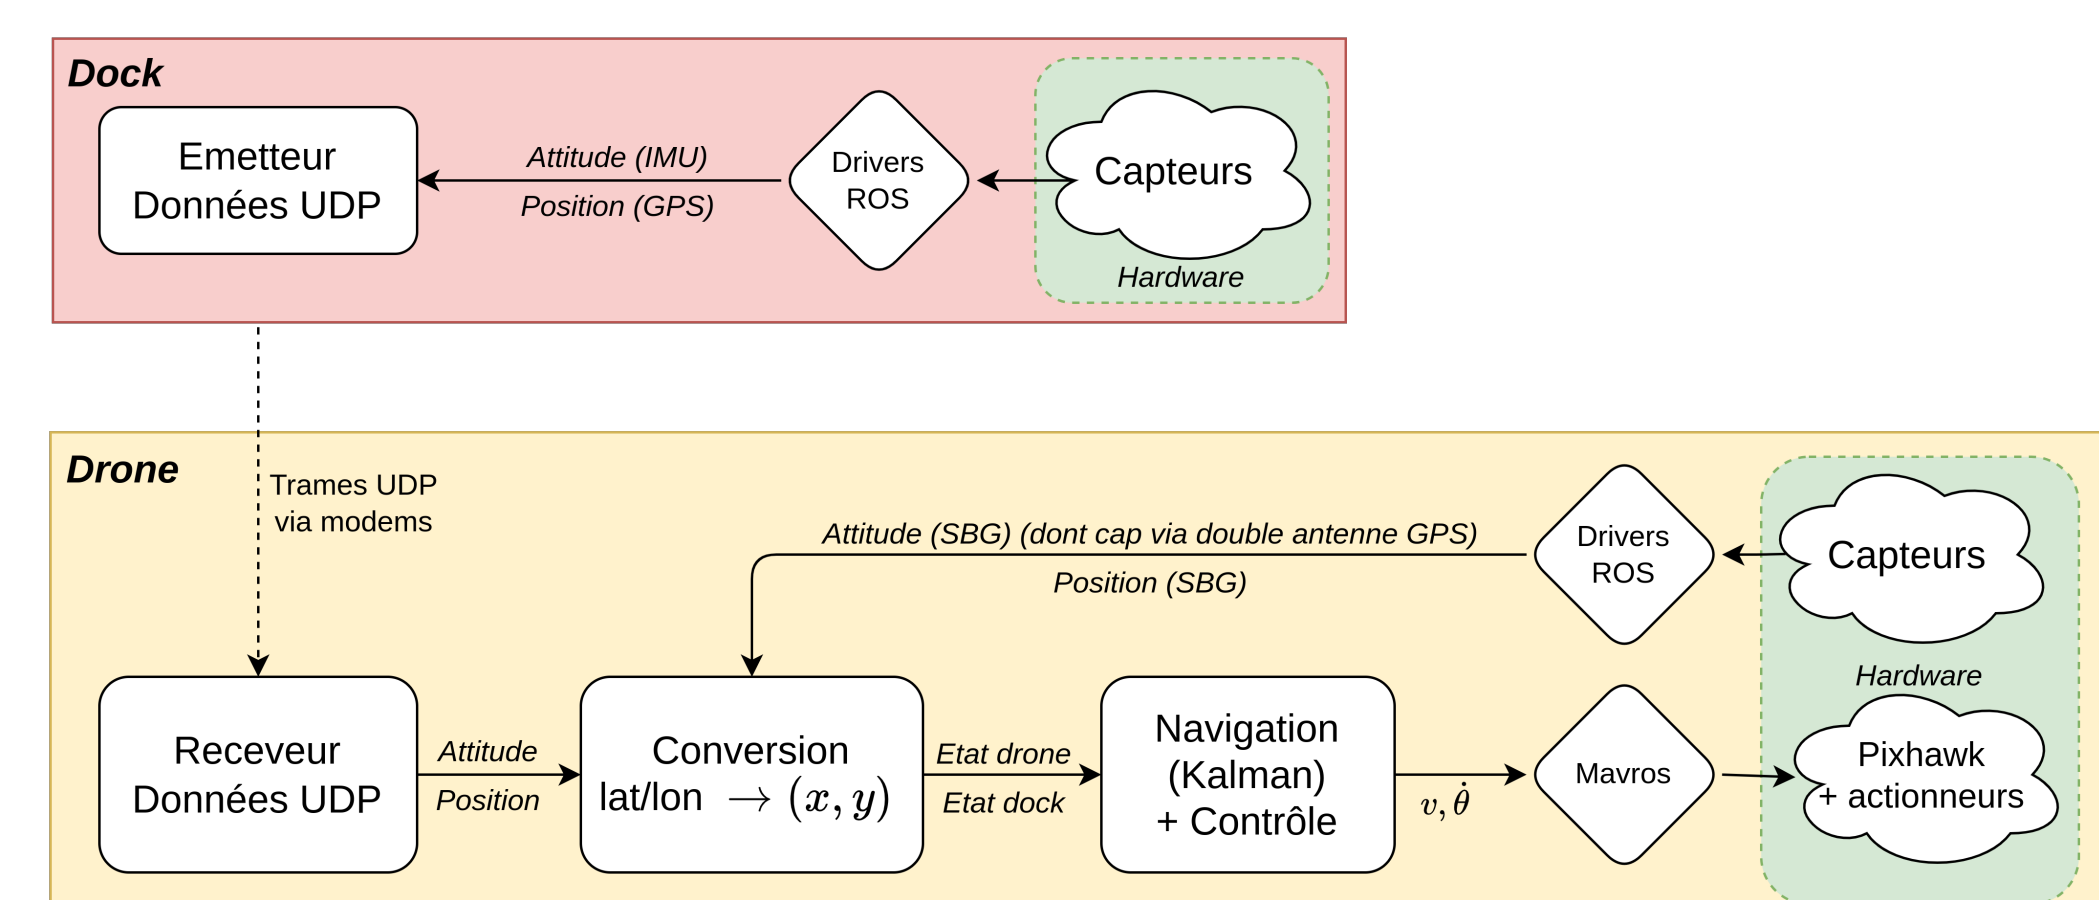 Dock
Emetteur
Données UDP
Attitude (IMU)
Position (GPS)
Drivers
ROS
Capteurs
Hardware
Drone
Trames UDP
via modems
Attitude (SBG) (dont cap via double antenne GPS)
Position (SBG)
Drivers
ROS
Capteurs
Hardware
Receveur
Données UDP
Attitude
Position
Conversion
lat/lon → (x, y)
Etat drone
Etat dock
Navigation
(Kalman)
+ Contrôle
v, θ̇
Mavros
Pixhawk
+ actionneurs